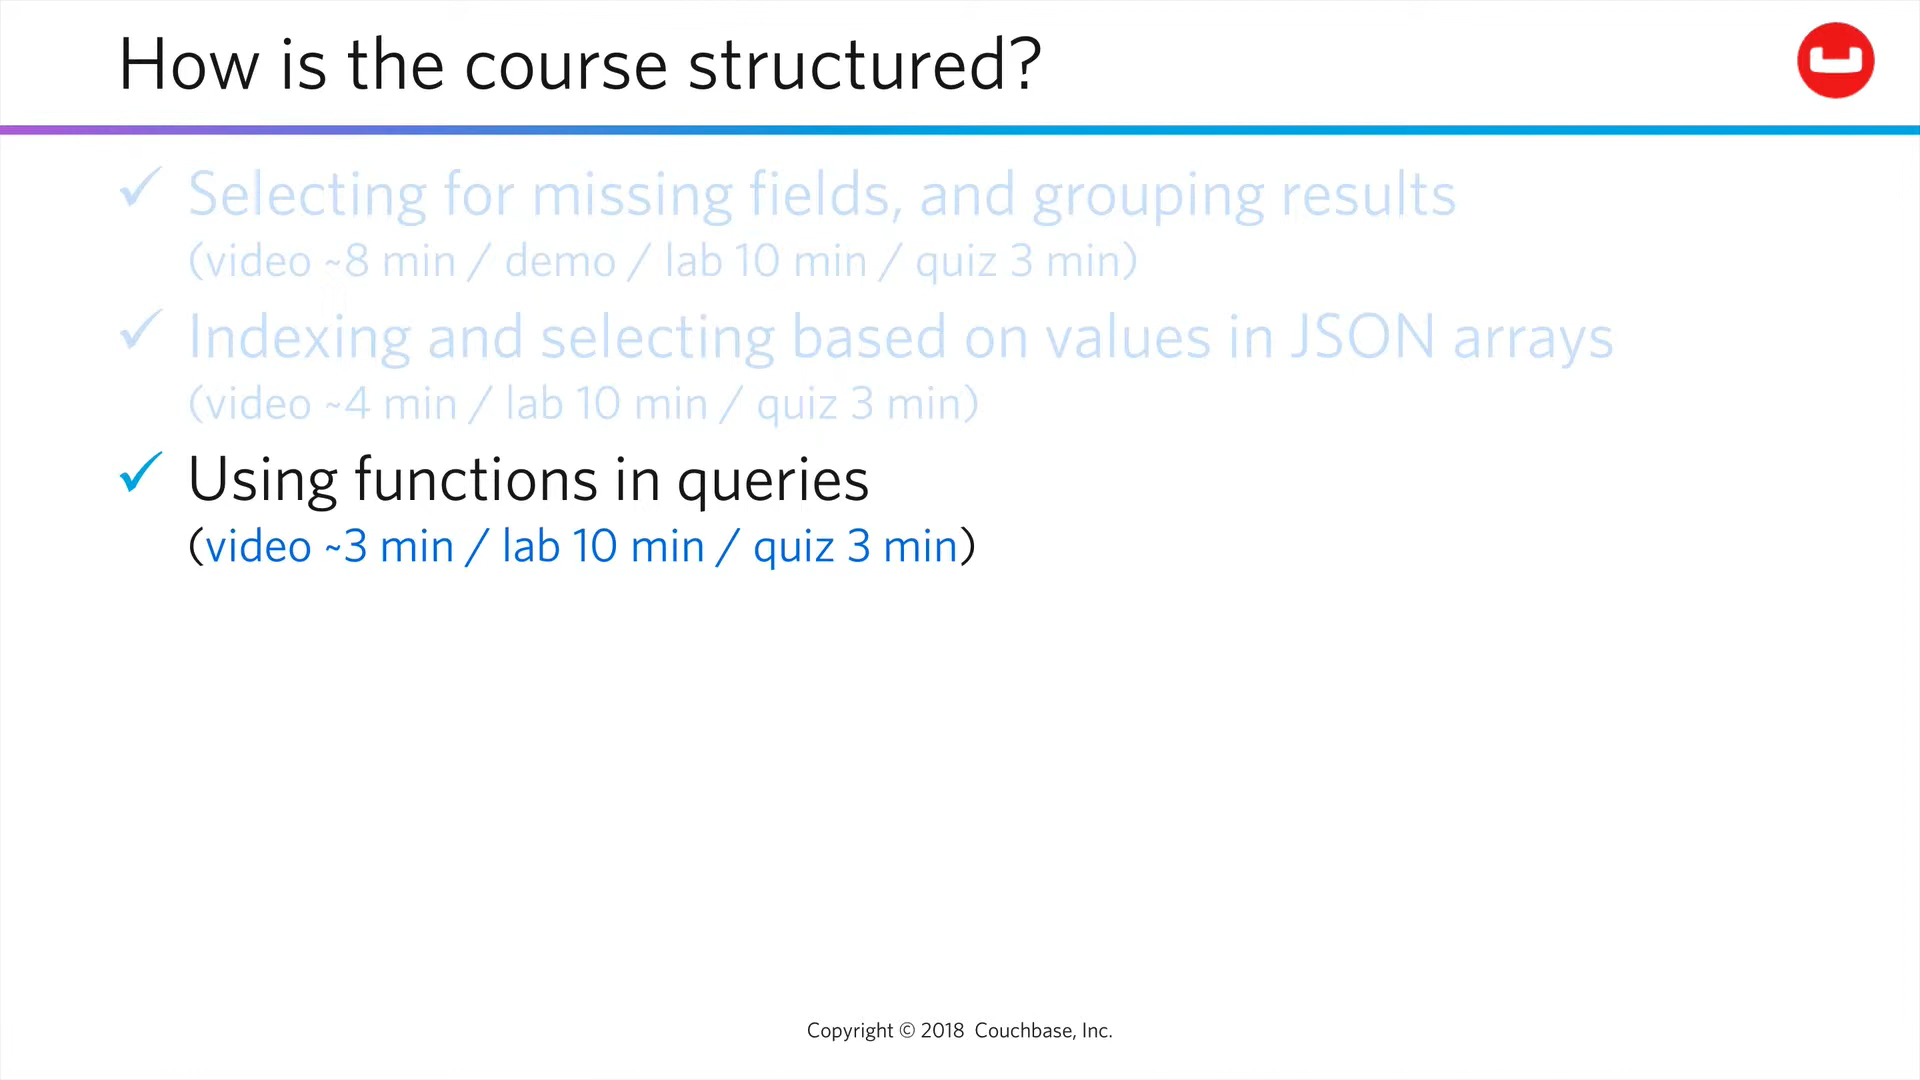 How is the course structured?
✓ Selecting for missing fields, and grouping results
(video ~8 min / demo / lab 10 min / quiz 3 min)
✓ Indexing and selecting based on values in JSON arrays
(video ~4 min / lab 10 min / quiz 3 min)
✓ Using functions in queries
(video ~3 min / lab 10 min / quiz 3 min)
Copyright © 2018 Couchbase, Inc.